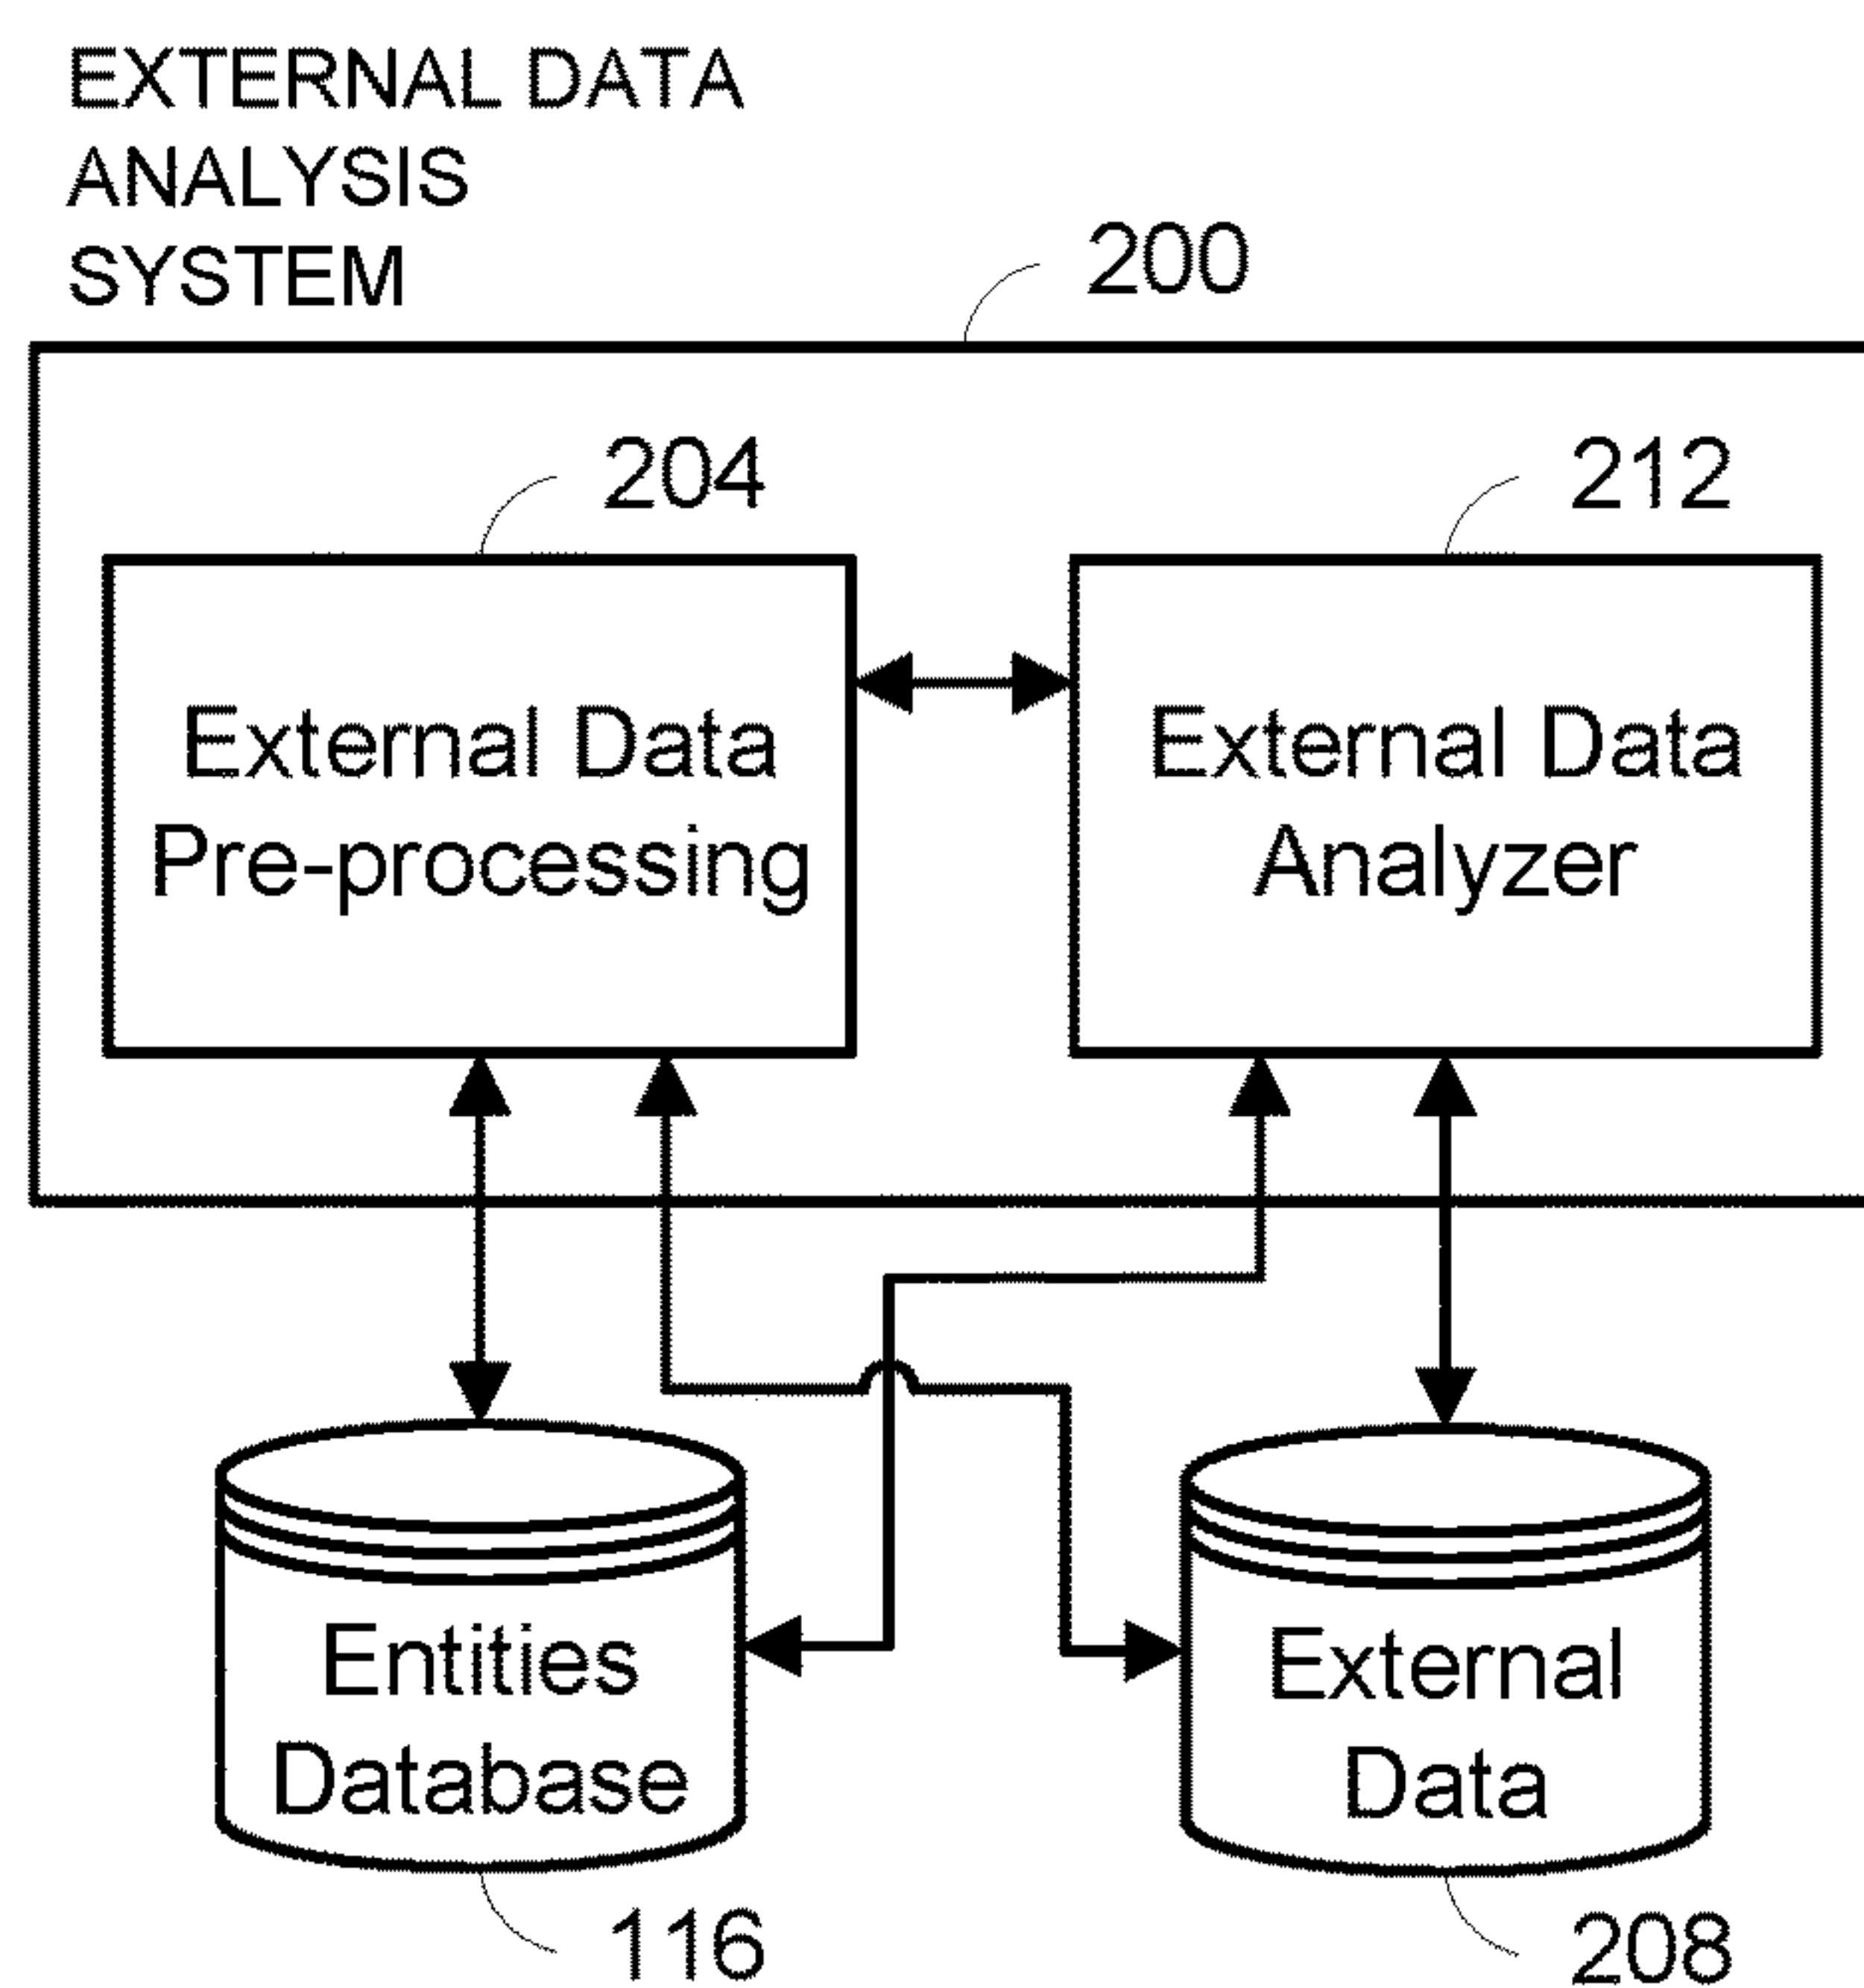 EXTERNAL DATA
ANALYSIS
SYSTEM
200
204
212
External Data
Pre-processing
External Data
Analyzer
Entities
Database
External
Data
116
208